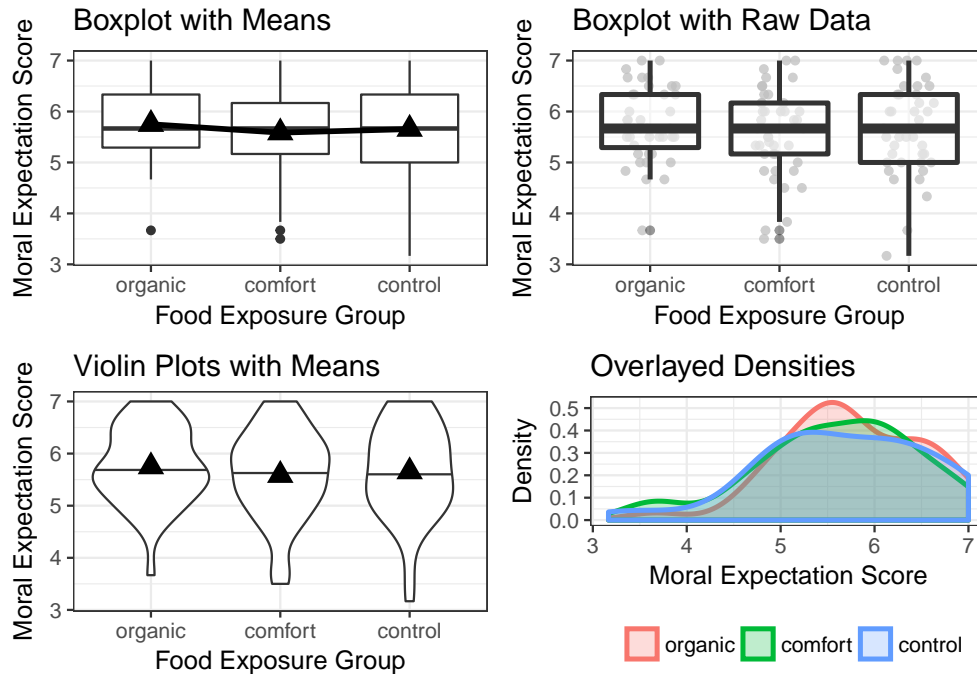 Boxplot with Means
Moral Expectation Score
7
6
5
4
3
organic comfort control
Food Exposure Group
Boxplot with Raw Data
Moral Expectation Score
7
6
5
4
3
organic comfort control
Food Exposure Group
Violin Plots with Means
Moral Expectation Score
7
6
5
4
3
organic comfort control
Food Exposure Group
Overlayed Densities
Density
0.5
0.4
0.3
0.2
0.1
0.0
3 4 5 6 7
Moral Expectation Score
organic comfort control